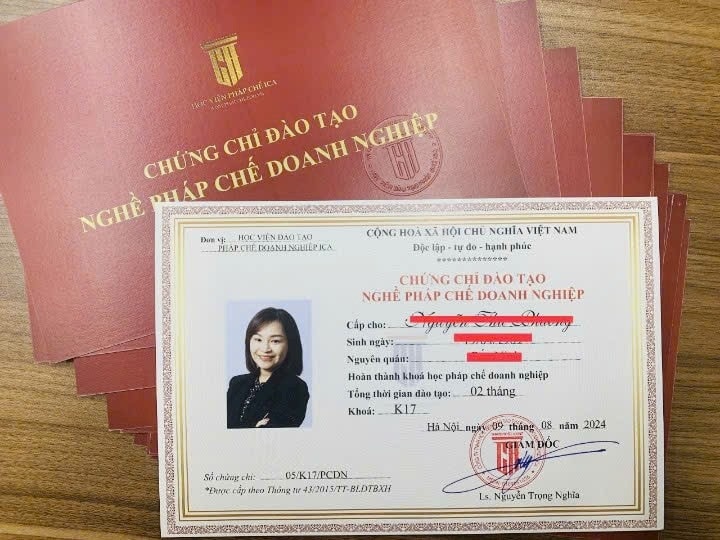 HỌC VIỆN PHÁP CHẾ ICA
CHỨNG CHỈ ĐÀO TẠO
NGHỀ PHÁP CHẾ DOANH NGHIỆP
Đơn vị: HỌC VIỆN ĐÀO TẠO
PHÁP CHẾ DOANH NGHIỆP ICA
CỘNG HOÀ XÃ HỘI CHỦ NGHĨA VIỆT NAM
Độc lập - tự do - hạnh phúc
**************
CHỨNG CHỈ ĐÀO TẠO
NGHỀ PHÁP CHẾ DOANH NGHIỆP
Cấp cho:
Sinh ngày:
Nguyên quán:
Hoàn thành khoá học pháp chế doanh nghiệp
Tổng thời gian đào tạo: 02 tháng
Khoá: K17
Hà Nội, ngày 09 tháng 08 năm 2024
GIÁM ĐỐC
Số chứng chỉ: 05/K17/PCDN
*Được cấp theo Thông tư 43/2015/TT-BLĐTBXH
Ls. Nguyễn Trọng Nghĩa